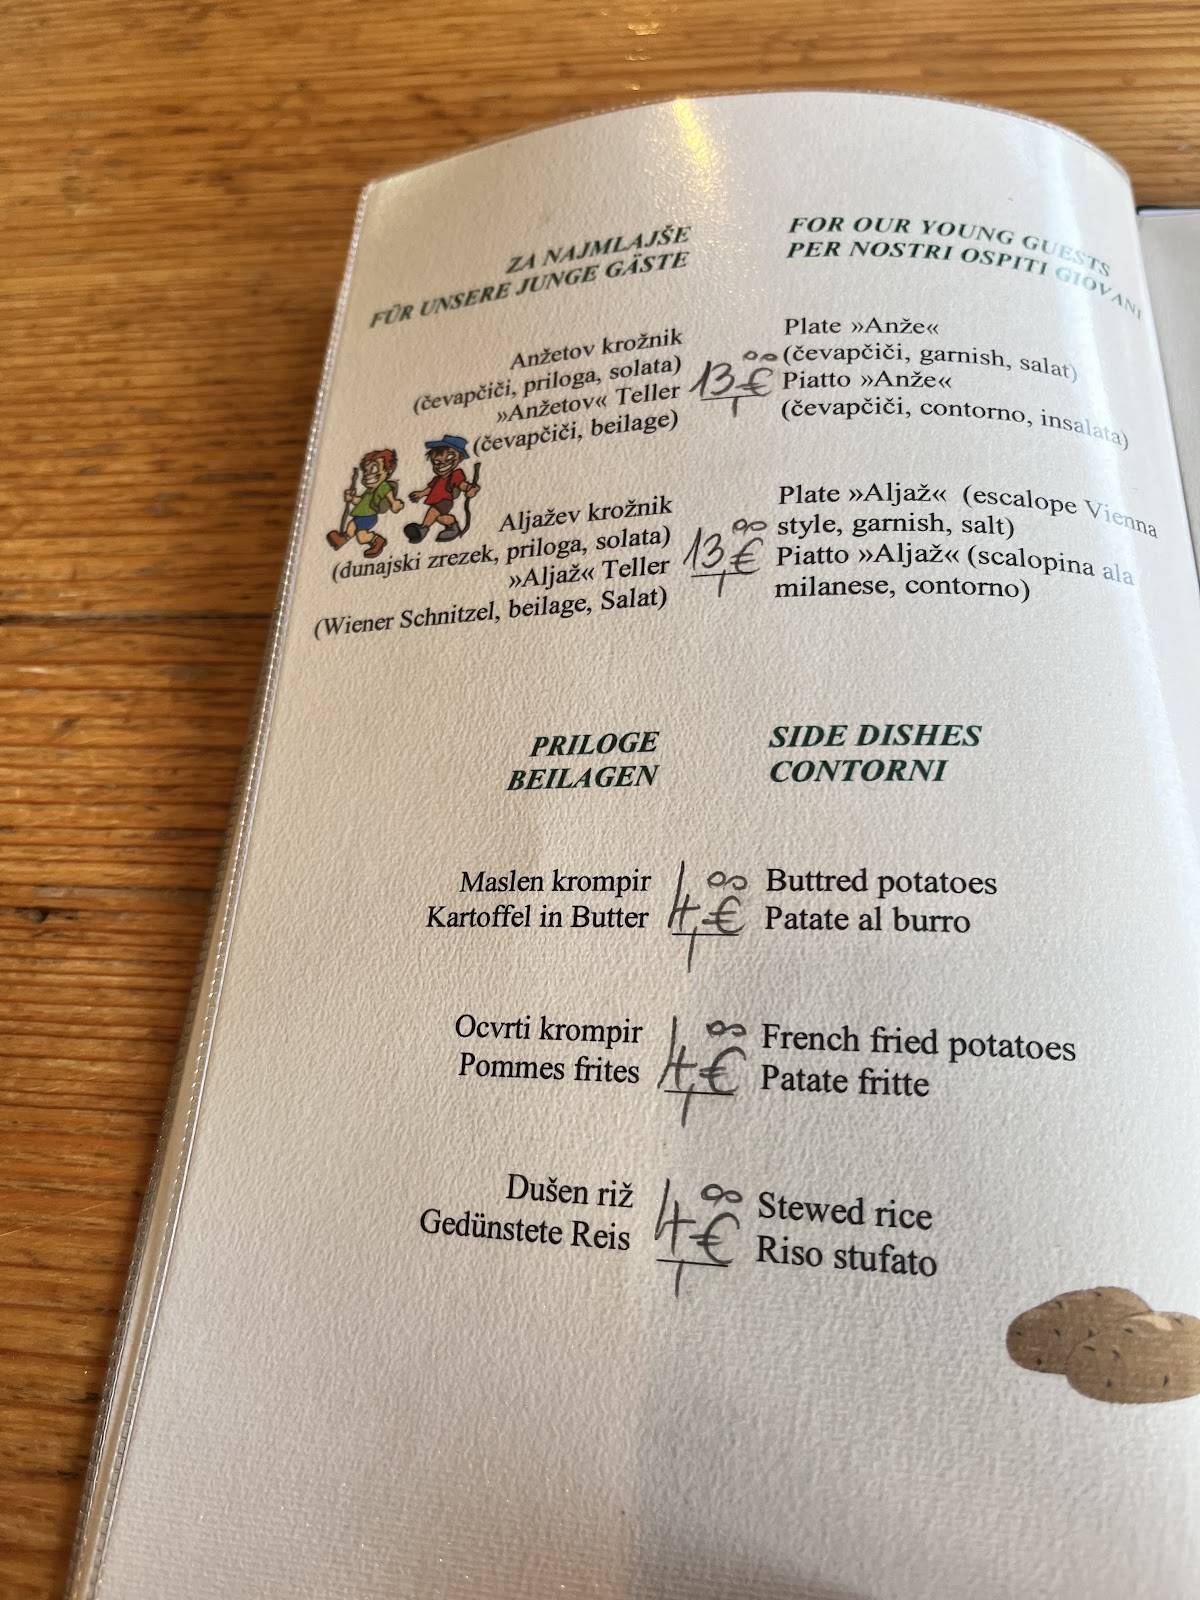 ZA NAJMLAJŠE
FÜR UNSERE JUNGE GÄSTE
FOR OUR YOUNG GUESTS
PER NOSTRI OSPITI GIOVANI
Anžetov krožnik
(čevapčiči, priloga, solata)
»Anžetov« Teller
(čevapčiči, beilage)
13,00 €
Plate »Anže«
(čevapčiči, garnish, salat)
Piatto »Anže«
(čevapčiči, contorno, insalata)
Aljažev krožnik
(dunajski zrezek, priloga, solata)
»Aljaž« Teller
(Wiener Schnitzel, beilage, Salat)
13,00 €
Plate »Aljaž« (escalope Vienna
style, garnish, salt)
Piatto »Aljaž« (scalopina ala
milanese, contorno)
PRILOGE
BEILAGEN
SIDE DISHES
CONTORNI
Maslen krompir
Kartoffel in Butter
4,00 €
Buttred potatoes
Patate al burro
Ocvrti krompir
Pommes frites
4,00 €
French fried potatoes
Patate fritte
Dušen riž
Gedünstete Reis
4,00 €
Stewed rice
Riso stufato